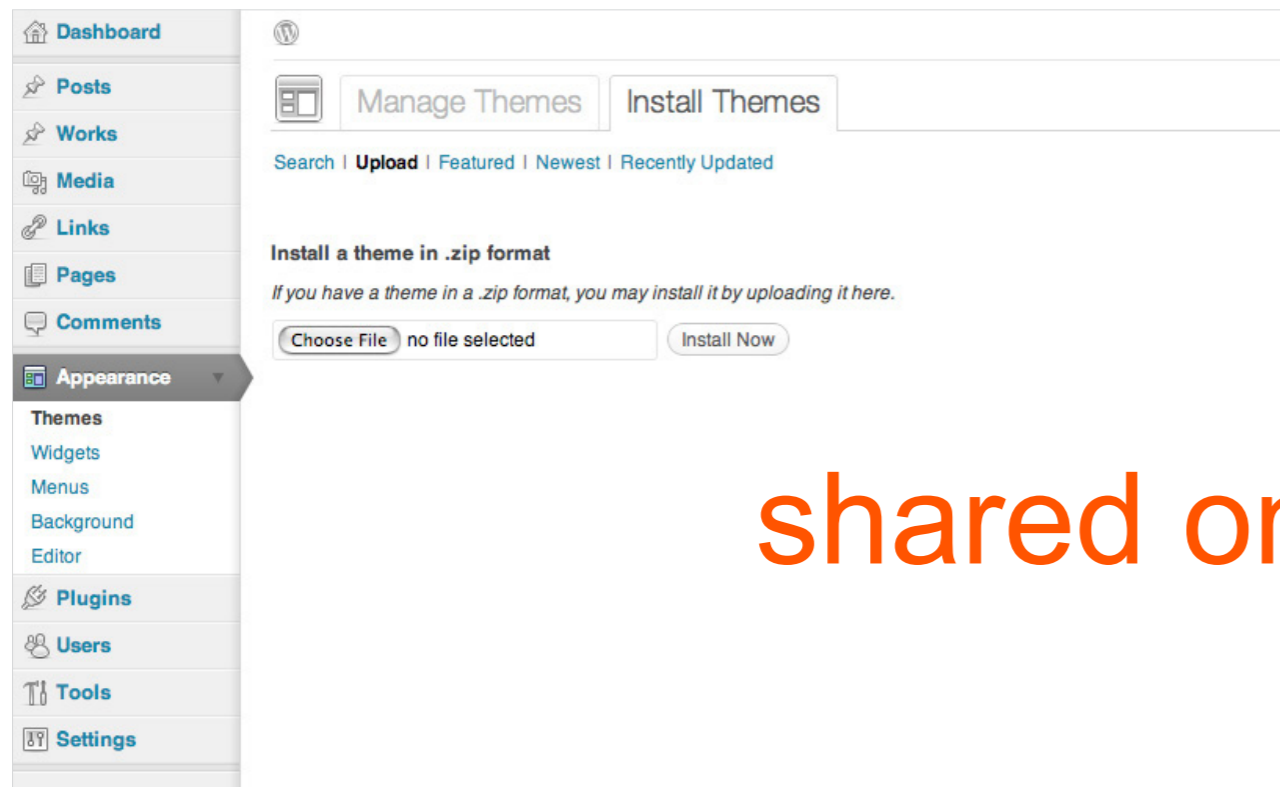 Dashboard
Posts
Works
Media
Links
Pages
Comments
Appearance
Themes
Widgets
Menus
Background
Editor
Plugins
Users
Tools
Settings
Manage Themes Install Themes
Search | Upload | Featured | Newest | Recently Updated
Install a theme in .zip format
If you have a theme in a .zip format, you may install it by uploading it here.
Choose File no file selected Install Now
shared